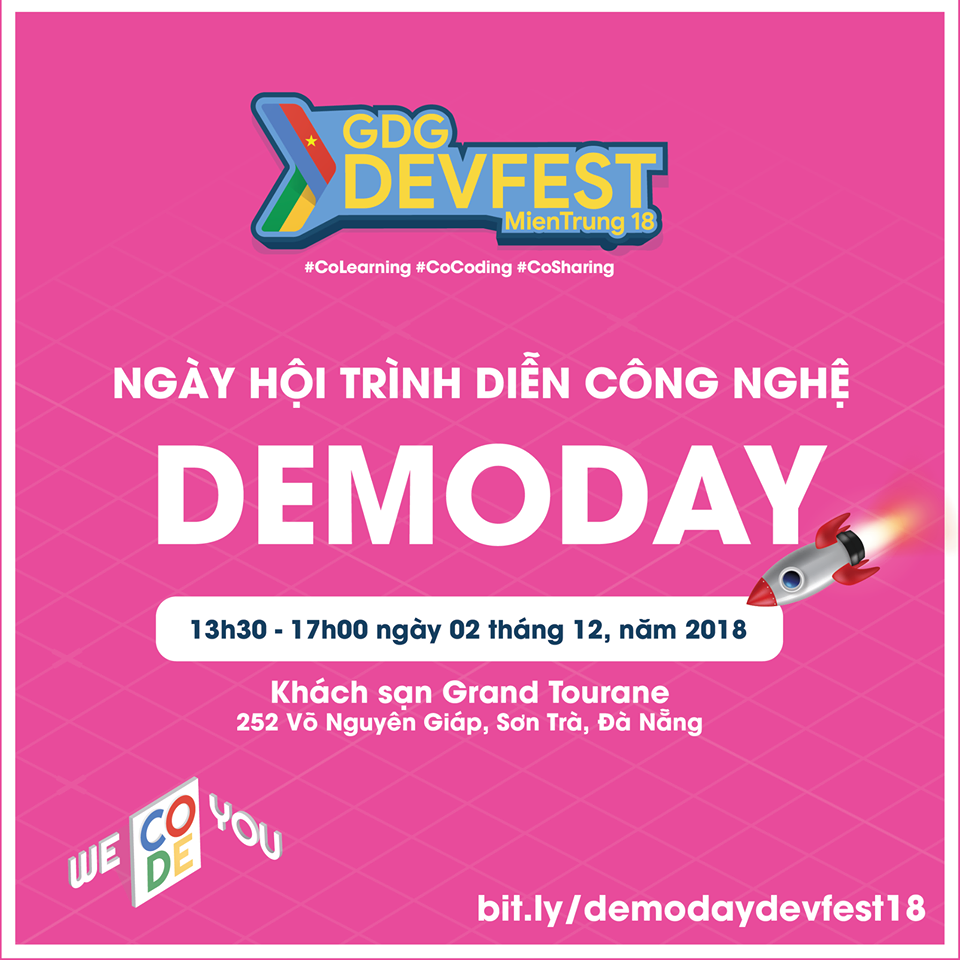 GDG
DEVFEST
MienTrung 18
#CoLearning #CoCoding #CoSharing
NGÀY HỘI TRÌNH DIỄN CÔNG NGHỆ
DEMODAY
13h30 - 17h00 ngày 02 tháng 12, năm 2018
Khách sạn Grand Tourane
252 Võ Nguyên Giáp, Sơn Trà, Đà Nẵng
WE CODE YOU
bit.ly/demodaydevfest18